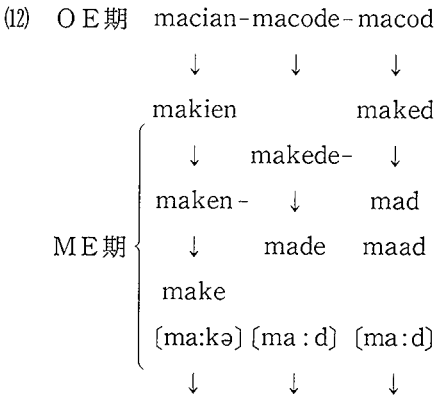 ⑿ OE期 macian-macode-macod
↓ ↓ ↓
makien maked
↓ makede- ↓
maken- ↓ mad
ME期 ↓ made maad
make
〔ma:kə〕 〔ma:d〕 〔ma:d〕
↓ ↓ ↓